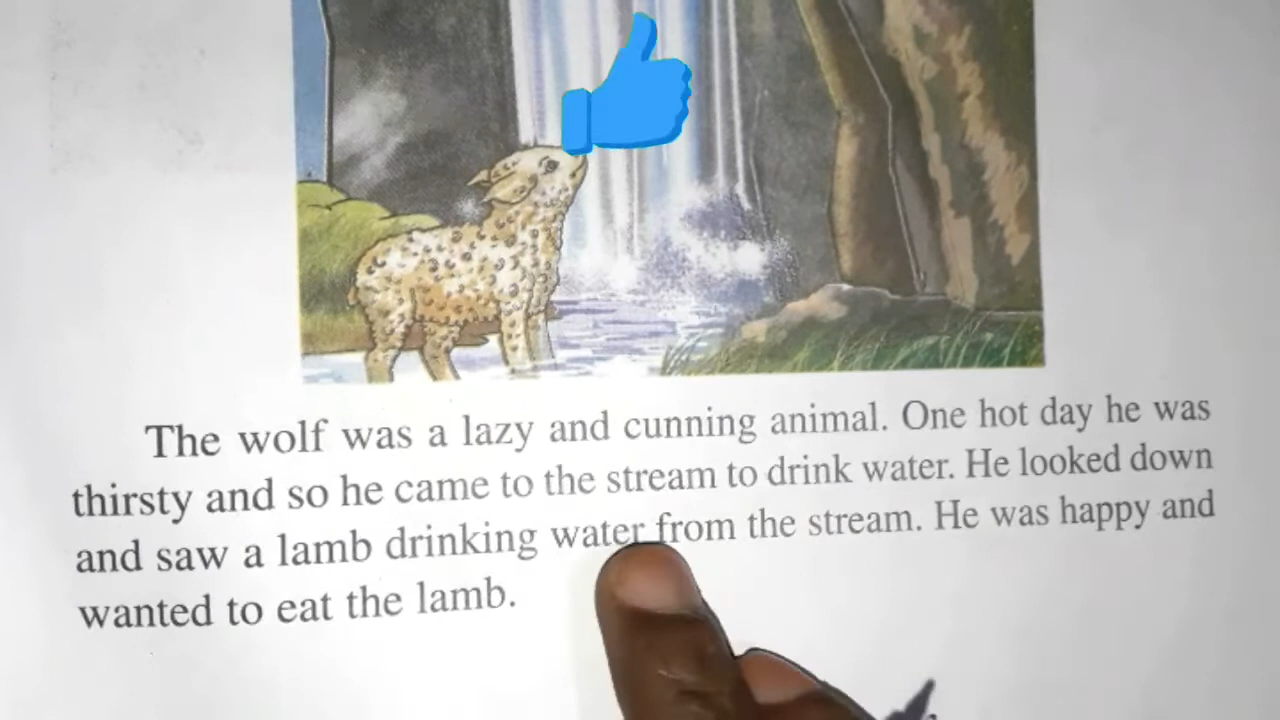 The wolf was a lazy and cunning animal. One hot day he was
thirsty and so he came to the stream to drink water. He looked down
and saw a lamb drinking water from the stream. He was happy and
wanted to eat the lamb.